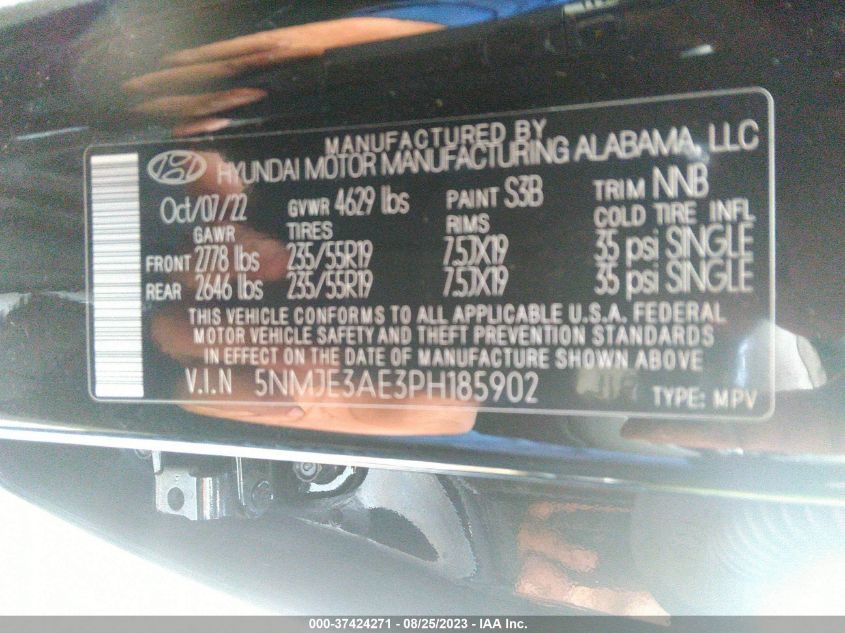 MANUFACTURED BY
HYUNDAI MOTOR MANUFACTURING ALABAMA, LLC
Oct/07/22 GVWR 4629 lbs PAINT S3B TRIM NNB
GAWR TIRES RIMS COLD TIRE INFL
FRONT 2778 lbs 235/55R19 7.5JX19 35 psi SINGLE
REAR 2646 lbs 235/55R19 7.5JX19 35 psi SINGLE
THIS VEHICLE CONFORMS TO ALL APPLICABLE U.S.A. FEDERAL
MOTOR VEHICLE SAFETY AND THEFT PREVENTION STANDARDS
IN EFFECT ON THE DATE OF MANUFACTURE SHOWN ABOVE
V.I.N 5NMJE3AE3PH185902 TYPE: MPV
000-37424271 - 08/25/2023 - IAA Inc.